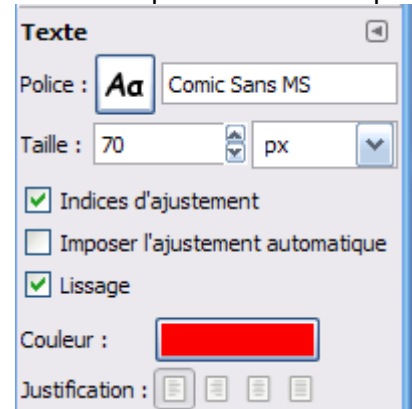 Texte
Police : Aa Comic Sans MS
Taille : 70 px
Indices d'ajustement
Imposer l'ajustement automatique
Lissage
Couleur :
Justification :